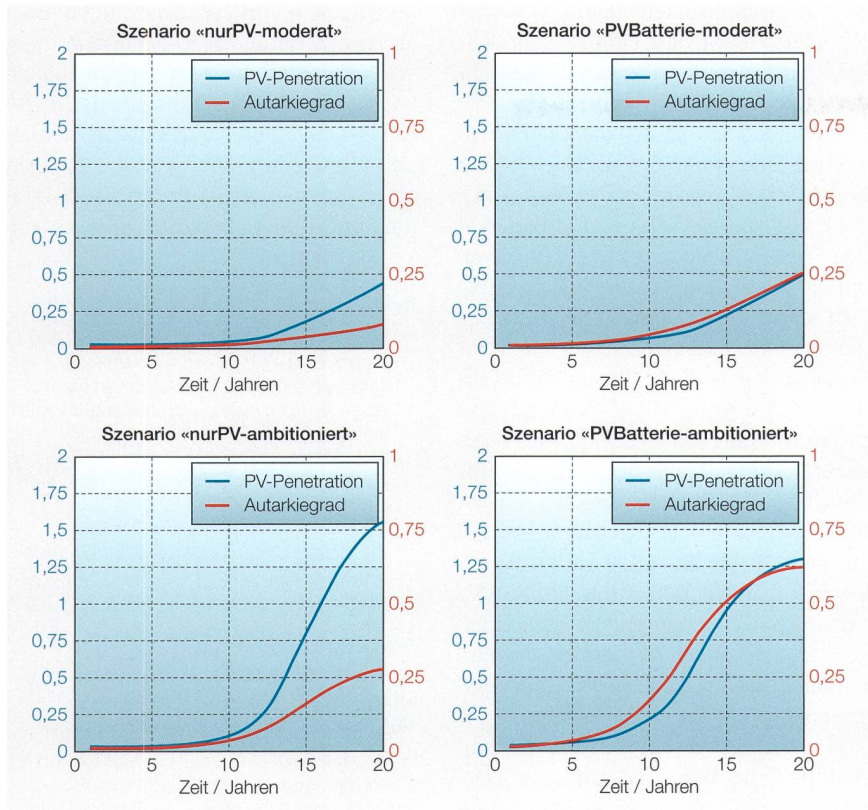 Szenario «nurPV-moderat»
2
1,75
1,5
1,25
1
0,75
0,5
0,25
0
1
0,75
0,5
0,25
0
PV-Penetration
Autarkiegrad
0 5 10 15 20
Zeit / Jahren
Szenario «PVBatterie-moderat»
2
1,75
1,5
1,25
1
0,75
0,5
0,25
0
1
0,75
0,5
0,25
0
PV-Penetration
Autarkiegrad
0 5 10 15 20
Zeit / Jahren
Szenario «nurPV-ambitioniert»
2
1,75
1,5
1,25
1
0,75
0,5
0,25
0
1
0,75
0,5
0,25
0
PV-Penetration
Autarkiegrad
0 5 10 15 20
Zeit / Jahren
Szenario «PVBatterie-ambitioniert»
2
1,75
1,5
1,25
1
0,75
0,5
0,25
0
1
0,75
0,5
0,25
0
PV-Penetration
Autarkiegrad
0 5 10 15 20
Zeit / Jahren